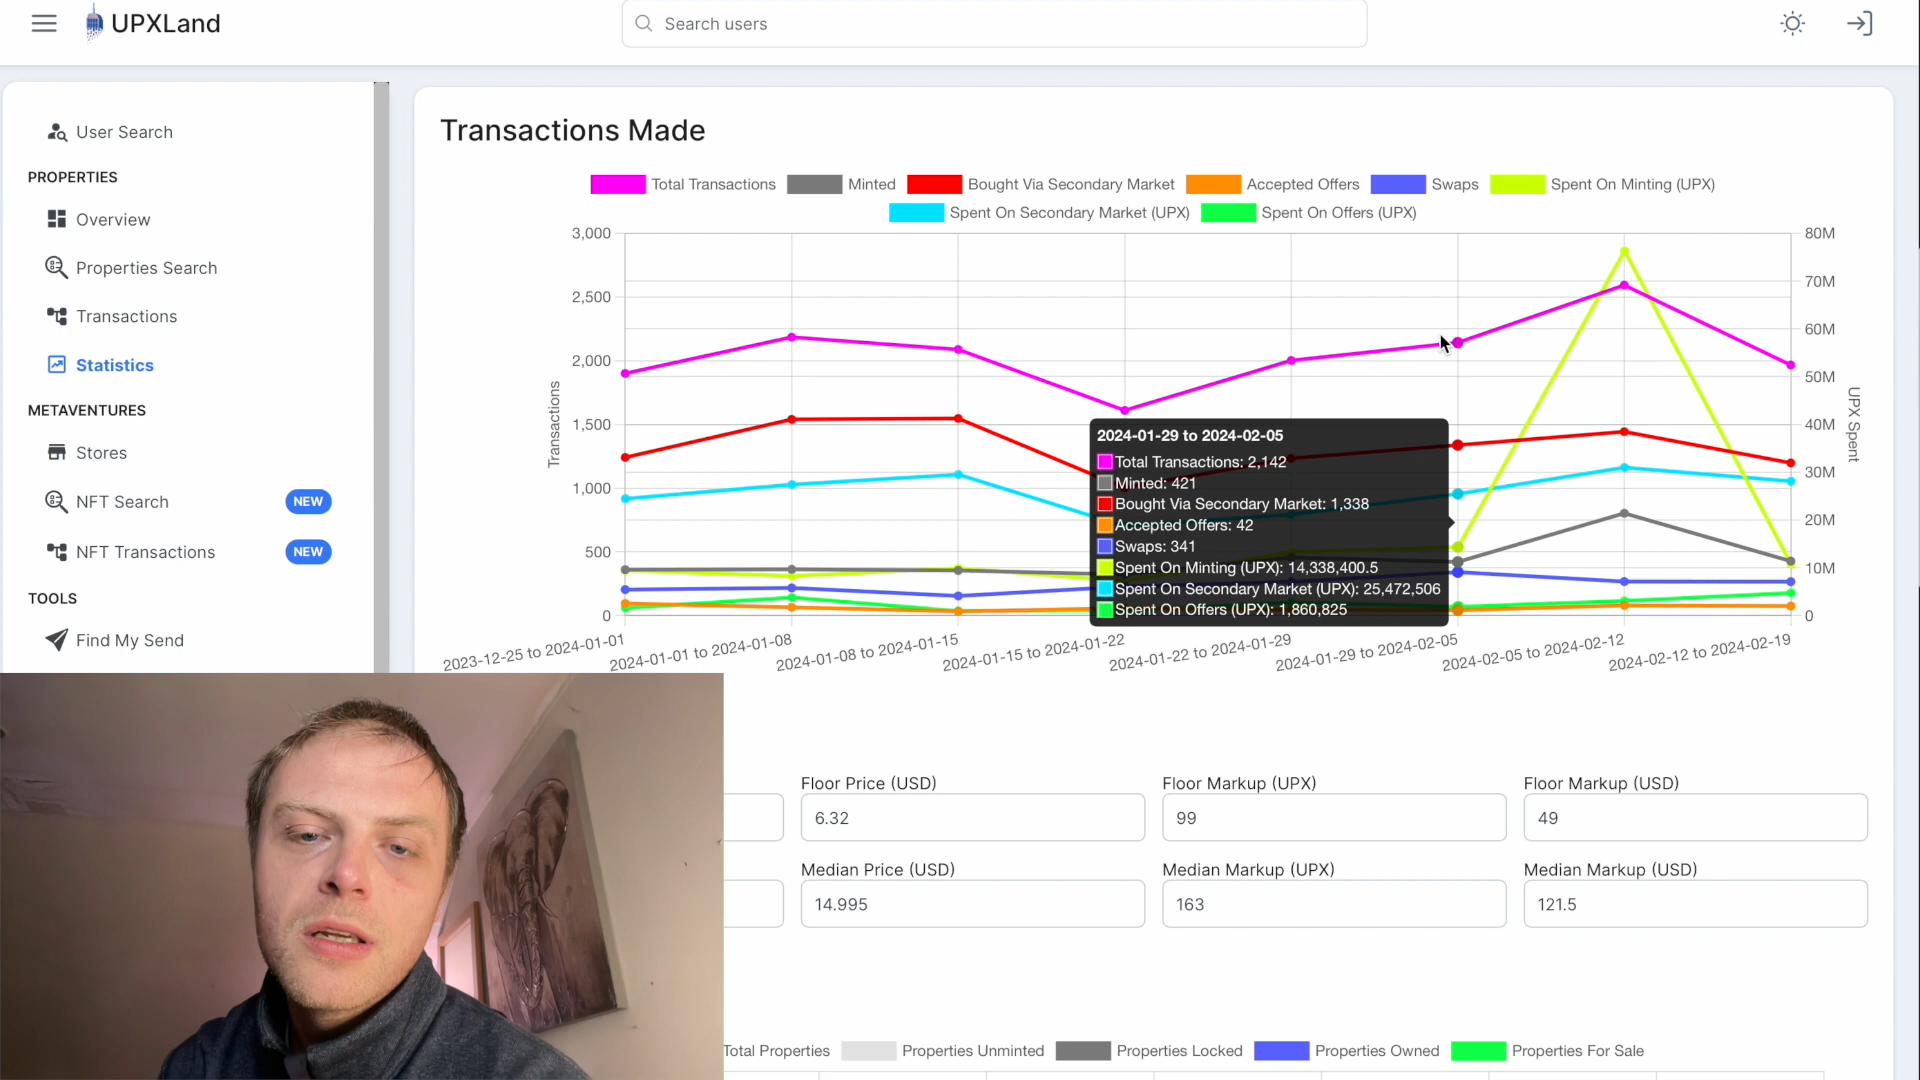 UPXLand
Search users
User Search
PROPERTIES
Overview
Properties Search
Transactions
Statistics
METAVENTURES
Stores
NFT Search NEW
NFT Transactions NEW
TOOLS
Find My Send
Transactions Made
Total Transactions Minted Bought Via Secondary Market Accepted Offers Swaps Spent On Minting (UPX)
Spent On Secondary Market (UPX) Spent On Offers (UPX)
3,000
2,500
2,000
1,500
1,000
500
0
Transactions
80M
70M
60M
50M
40M
30M
20M
10M
0
UPX Spent
2024-01-29 to 2024-02-05
Total Transactions: 2,142
Minted: 421
Bought Via Secondary Market: 1,338
Accepted Offers: 42
Swaps: 341
Spent On Minting (UPX): 14,338,400.5
Spent On Secondary Market (UPX): 25,472,506
Spent On Offers (UPX): 1,860,825
2023-12-25 to 2024-01-01
2024-01-01 to 2024-01-08
2024-01-08 to 2024-01-15
2024-01-15 to 2024-01-22
2024-01-22 to 2024-01-29
2024-01-29 to 2024-02-05
2024-02-05 to 2024-02-12
2024-02-12 to 2024-02-19
Floor Price (USD) Floor Markup (UPX) Floor Markup (USD)
6.32 99 49
Median Price (USD) Median Markup (UPX) Median Markup (USD)
14.995 163 121.5
Total Properties Properties Unminted Properties Locked Properties Owned Properties For Sale